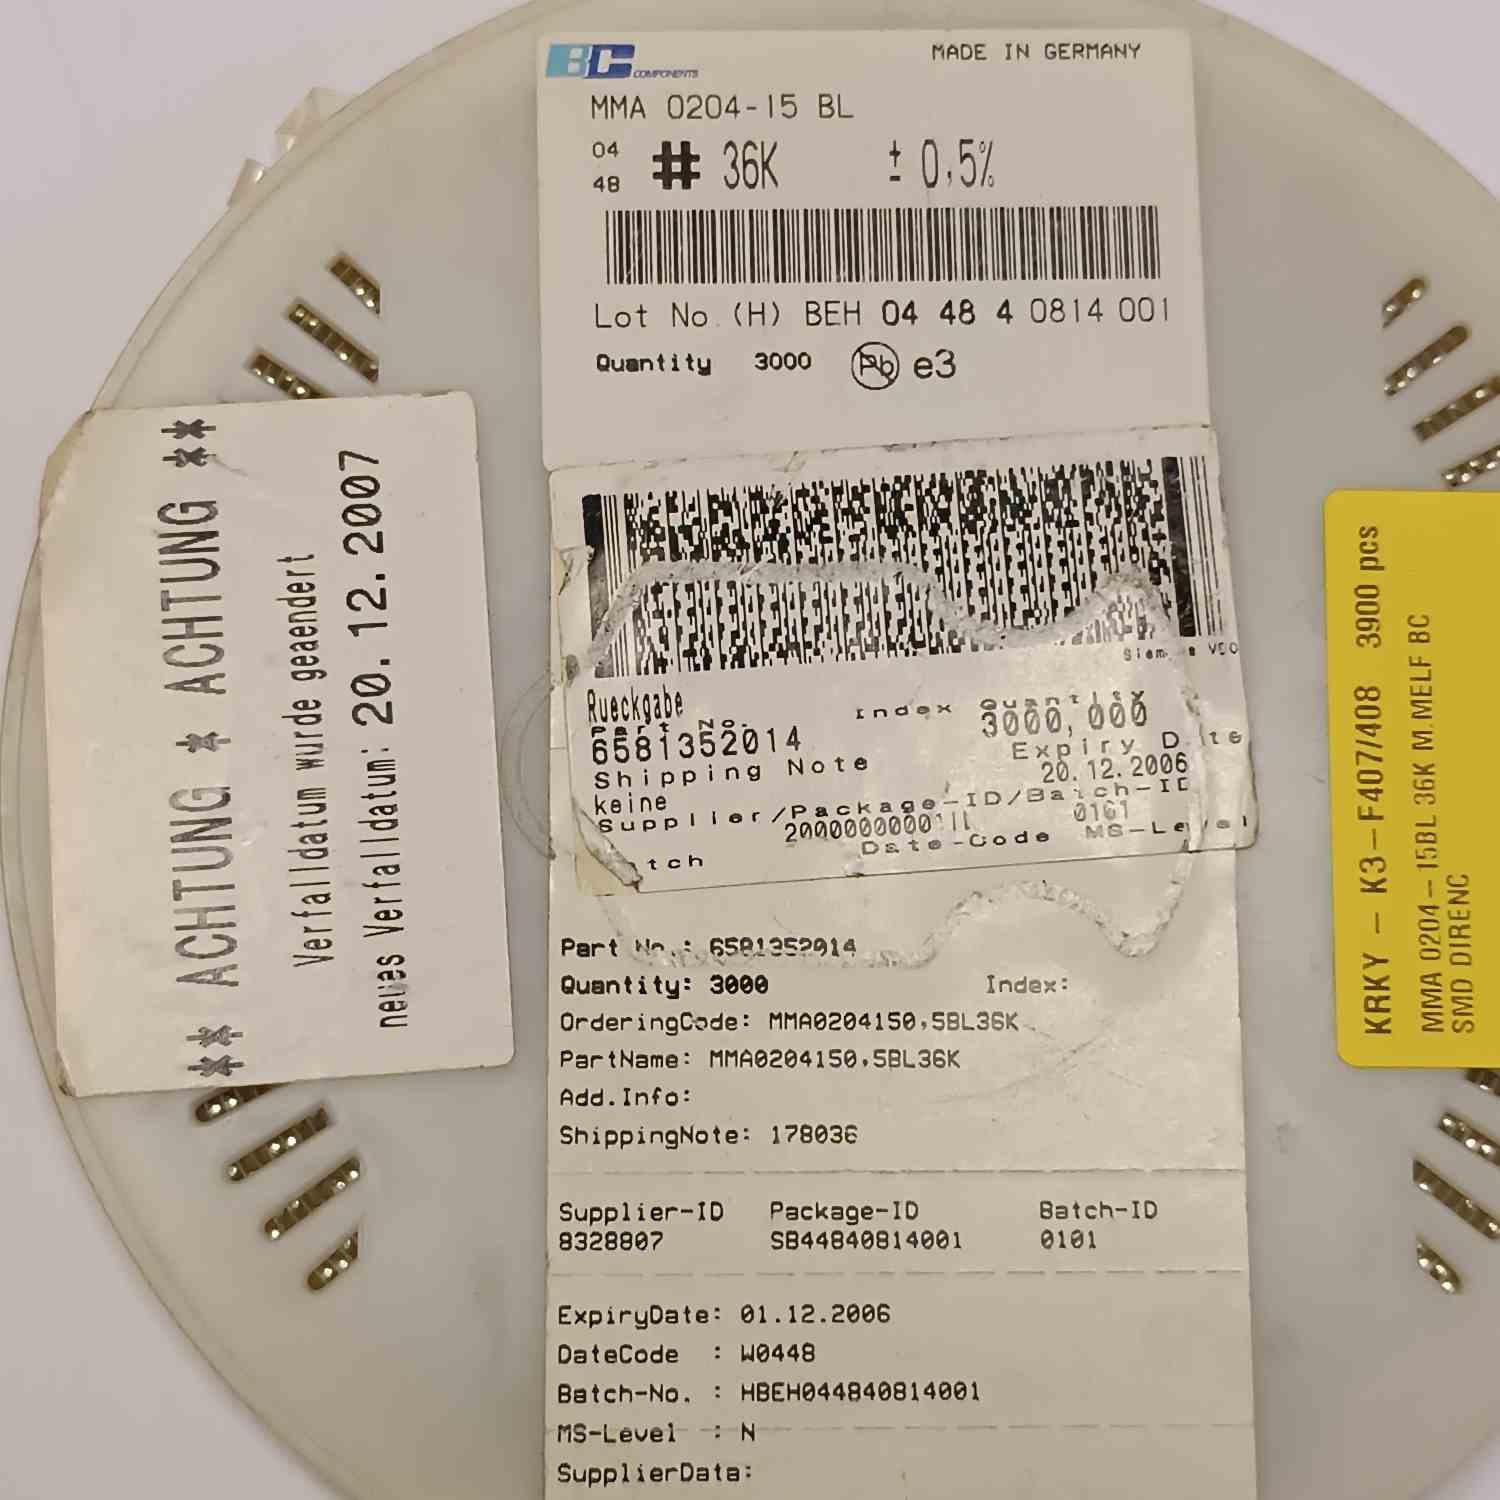 BC COMPONENTS
MADE IN GERMANY
MMA 0204-15 BL
04
48
# 36K ± 0,5%
Lot No (H) BEH 04 48 4 0814 001
Quantity 3000 Pb e3
** ACHTUNG * ACHTUNG **
Verfalldatum wurde geaendert
neues Verfalldatum: 20.12.2007
VDO
Rueckgabe
Part No. Index Quantity
6581352014 3000,000
Shipping Note Expiry Date
keine 20.12.2006
Supplier/Package-ID/Batch-ID
Date-Code MS-Level
Part No.: 6581352014
Quantity: 3000 Index:
OrderingCode: MMA0204150,5BL36K
PartName: MMA0204150,5BL36K
Add.Info:
ShippingNote: 178036
Supplier-ID Package-ID Batch-ID
8328807 SB44840814001 0101
ExpiryDate: 01.12.2006
DateCode : W0448
Batch-No. : HBEH044840814001
MS-Level : N
SupplierData:
KRKY - K3-F407/408 3900 pcs
MMA 0204-15BL 36K M.MELF BC
SMD DIRENC